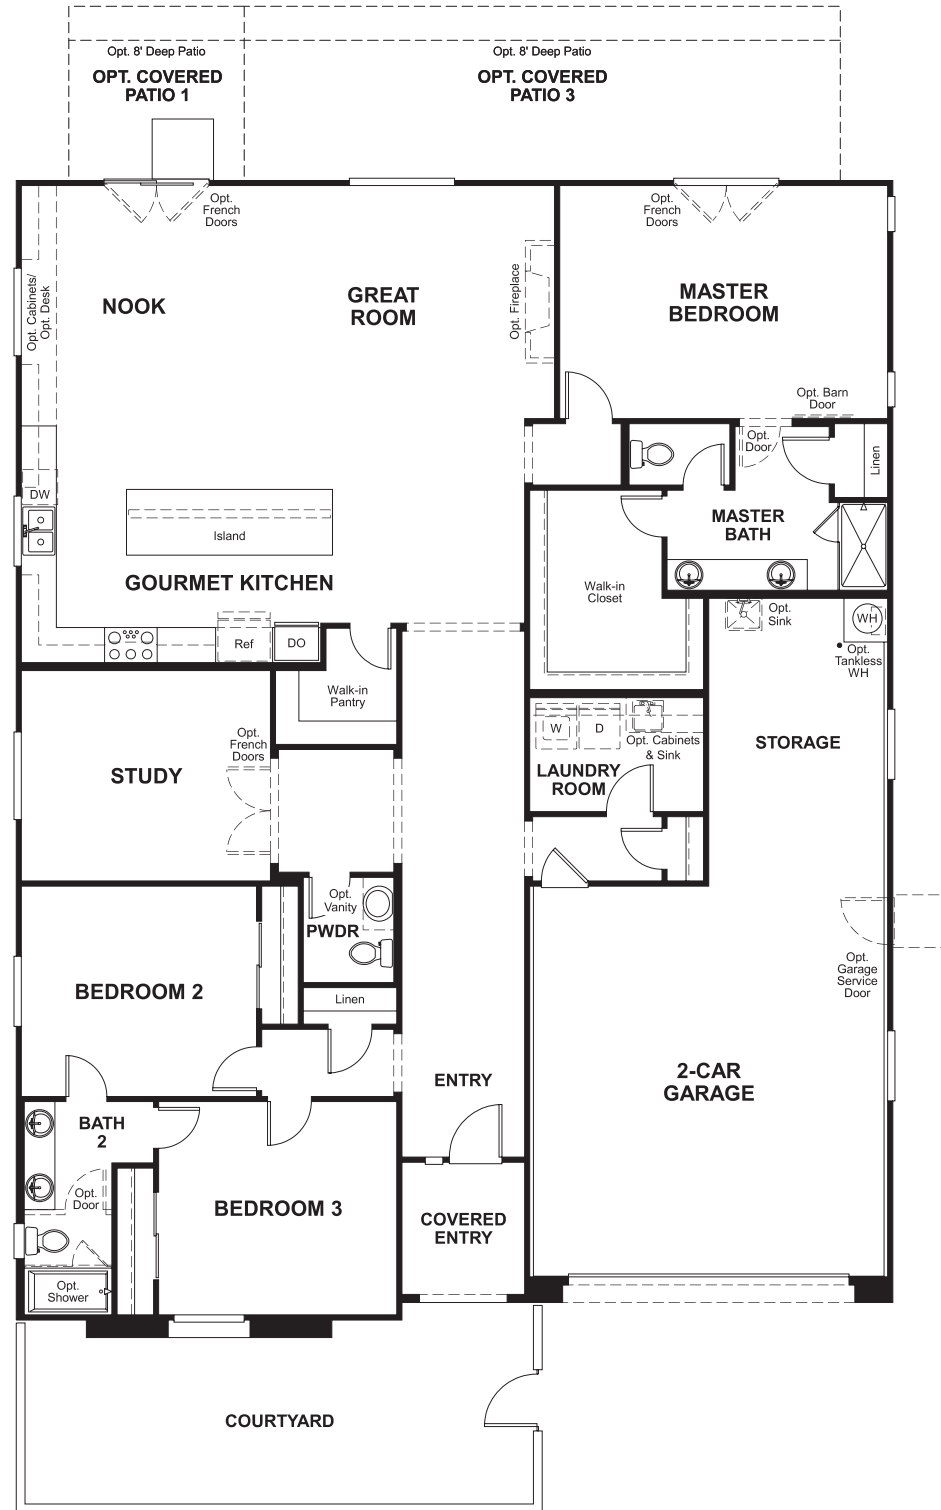 Opt. 8' Deep Patio
OPT. COVERED
PATIO 1
Opt. 8' Deep Patio
OPT. COVERED
PATIO 3
Opt.
French
Doors
Opt.
French
Doors
Opt. Cabinets/
Opt. Desk
NOOK
GREAT
ROOM
Opt. Fireplace
MASTER
BEDROOM
Opt. Barn
Door
Opt.
Door
Linen
DW
Island
GOURMET KITCHEN
MASTER
BATH
Walk-in
Closet
Ref
DO
Opt.
Sink
WH
Opt.
Tankless
WH
Walk-in
Pantry
Opt.
French
Doors
STUDY
W
D
Opt. Cabinets
& Sink
LAUNDRY
ROOM
STORAGE
Opt.
Vanity
PWDR
Opt.
Garage
Service
Door
BEDROOM 2
Linen
ENTRY
2-CAR
GARAGE
BATH
2
Opt.
Door
BEDROOM 3
COVERED
ENTRY
Opt.
Shower
COURTYARD